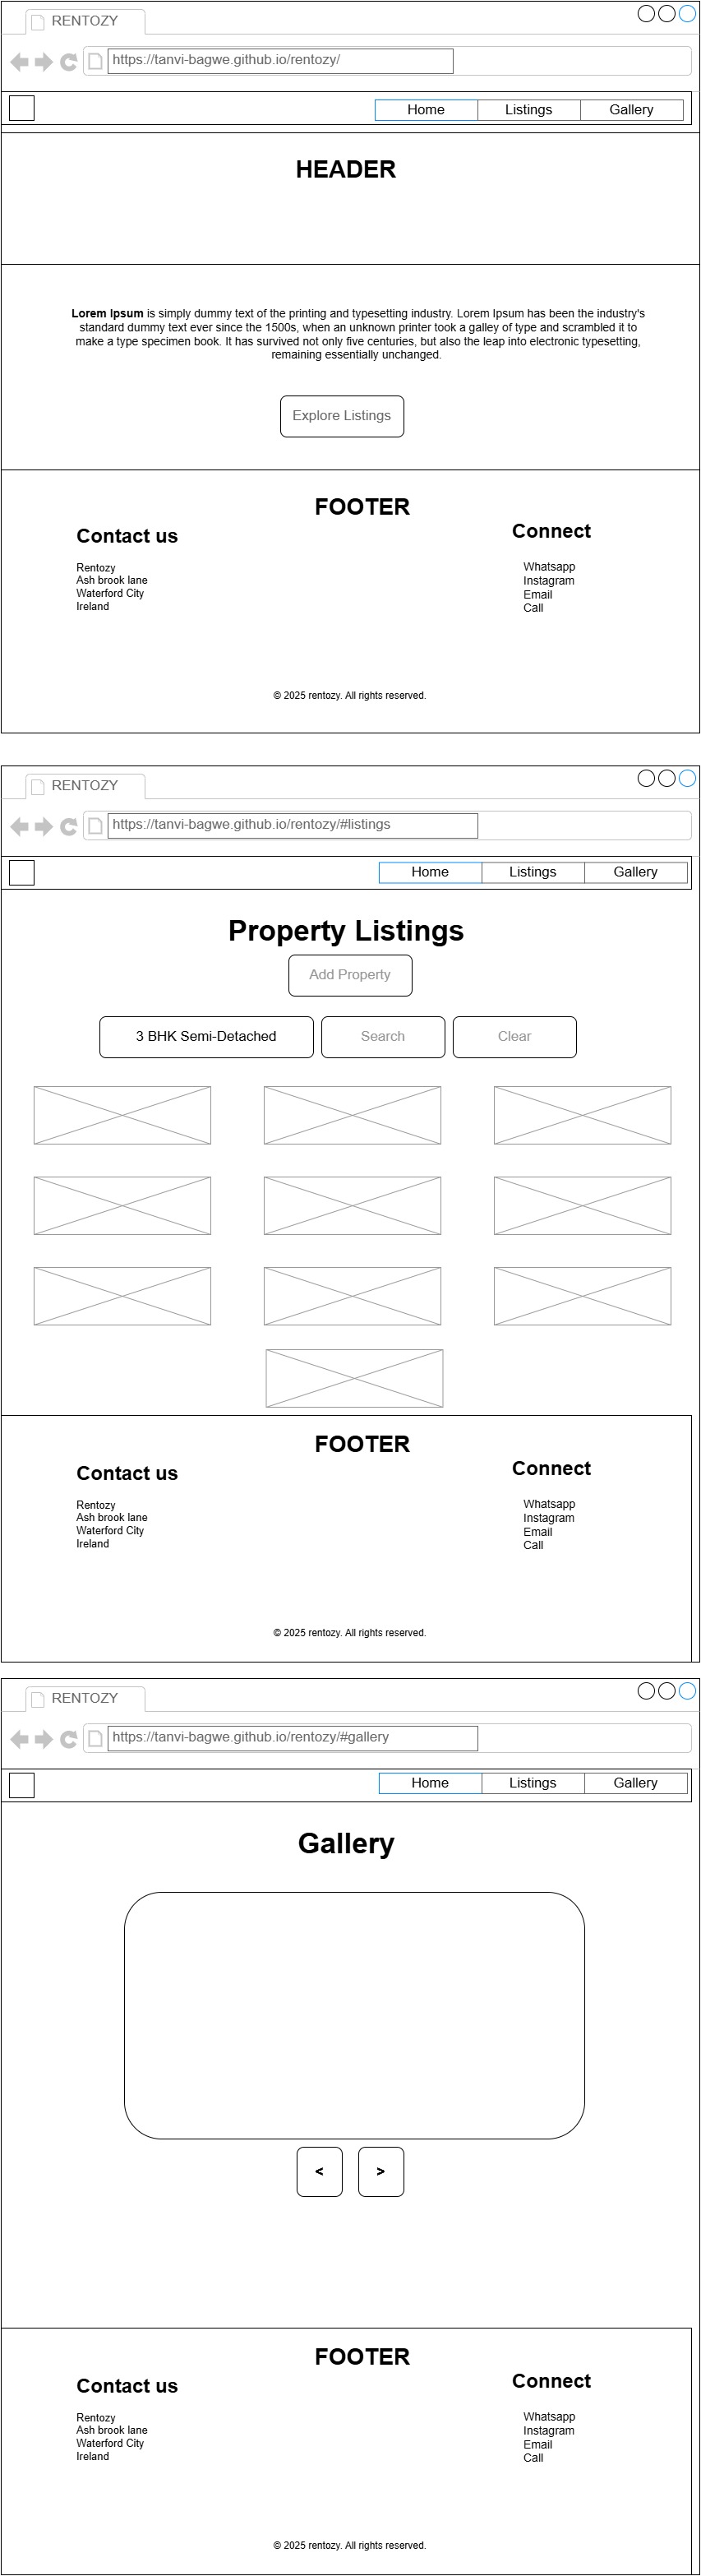 RENTOZY
https://tanvi-bagwe.github.io/rentozy/
Home Listings Gallery
HEADER
Lorem Ipsum is simply dummy text of the printing and typesetting industry. Lorem Ipsum has been the industry's
standard dummy text ever since the 1500s, when an unknown printer took a galley of type and scrambled it to
make a type specimen book. It has survived not only five centuries, but also the leap into electronic typesetting,
remaining essentially unchanged.
Explore Listings
FOOTER
Contact us
Rentozy
Ash brook lane
Waterford City
Ireland
Connect
Whatsapp
Instagram
Email
Call
© 2025 rentozy. All rights reserved.
RENTOZY
https://tanvi-bagwe.github.io/rentozy/#listings
Home Listings Gallery
Property Listings
Add Property
3 BHK Semi-Detached Search Clear
FOOTER
Contact us
Rentozy
Ash brook lane
Waterford City
Ireland
Connect
Whatsapp
Instagram
Email
Call
© 2025 rentozy. All rights reserved.
RENTOZY
https://tanvi-bagwe.github.io/rentozy/#gallery
Home Listings Gallery
Gallery
< >
FOOTER
Contact us
Rentozy
Ash brook lane
Waterford City
Ireland
Connect
Whatsapp
Instagram
Email
Call
© 2025 rentozy. All rights reserved.